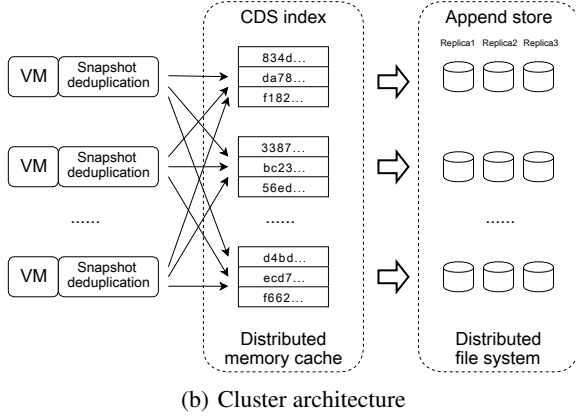 CDS index
Append store
Replica1 Replica2 Replica3
VM
Snapshot
deduplication
834d...
da78...
f182...
VM
Snapshot
deduplication
3387...
bc23...
56ed...
......
......
......
VM
Snapshot
deduplication
d4bd...
ecd7...
f662...
Distributed
memory cache
Distributed
file system
(b) Cluster architecture